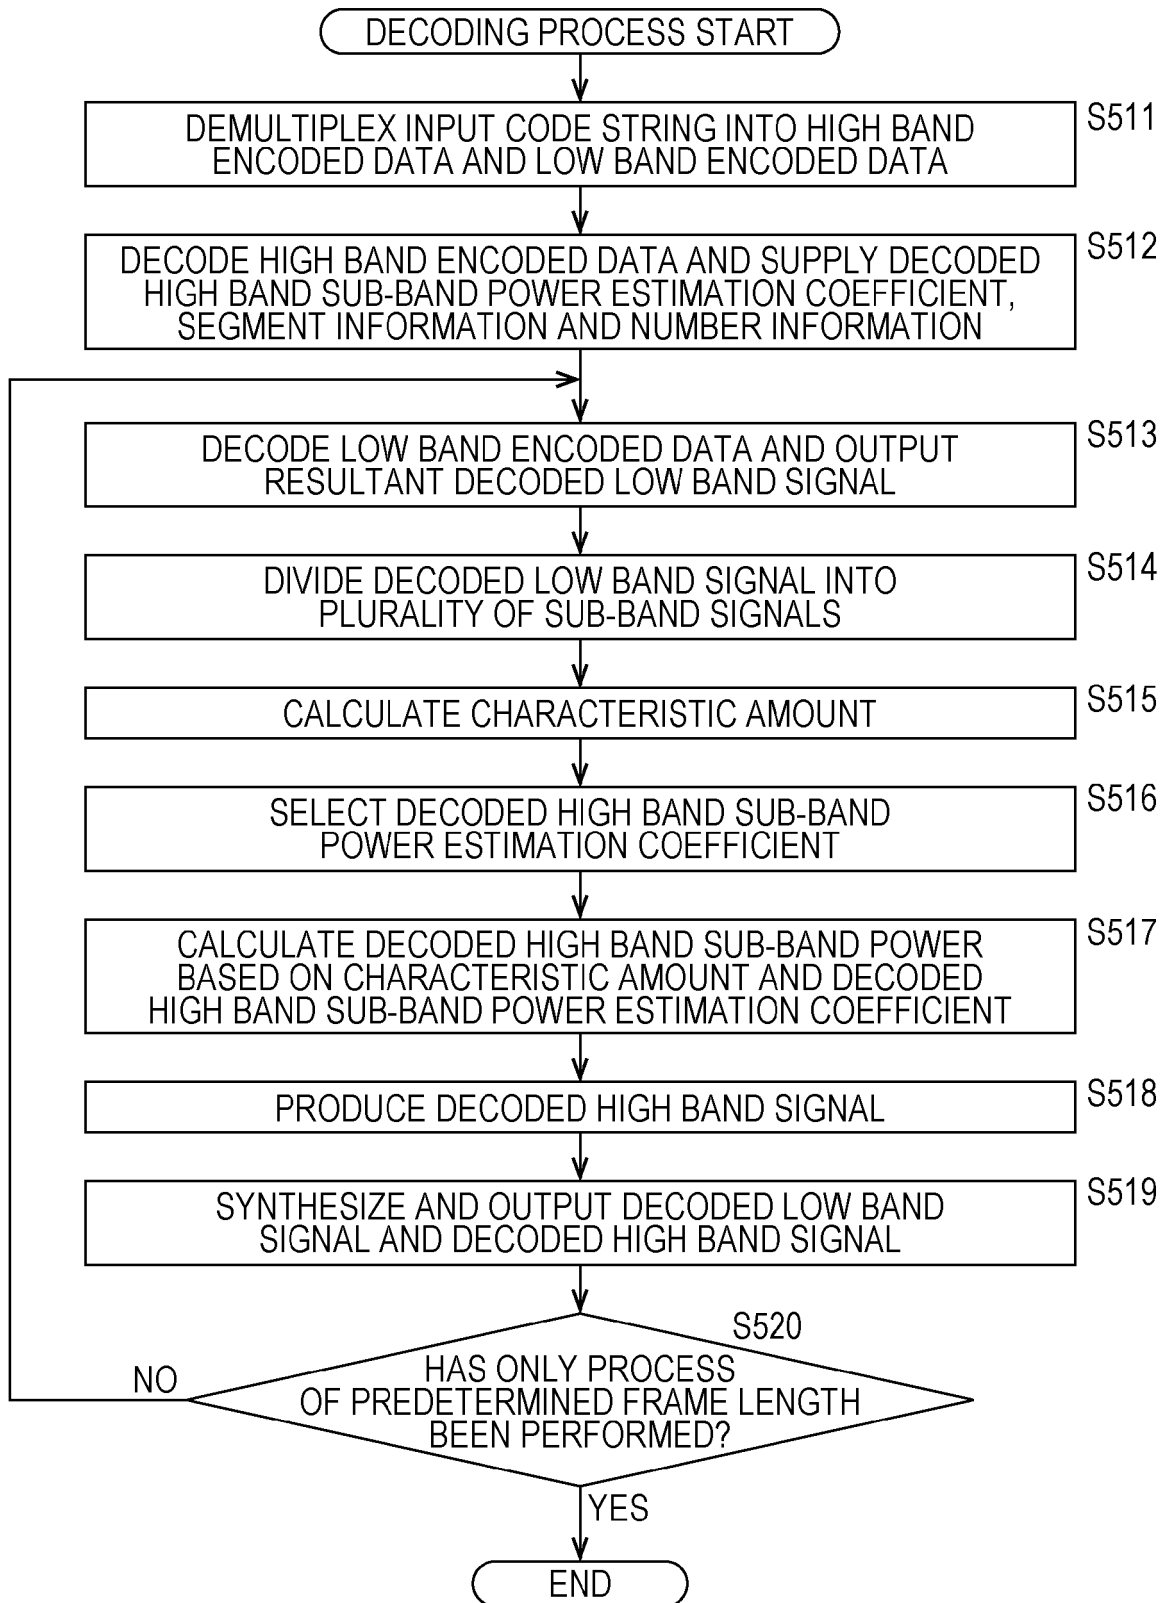 DECODING PROCESS START
S511
DEMULTIPLEX INPUT CODE STRING INTO HIGH BAND
ENCODED DATA AND LOW BAND ENCODED DATA
S512
DECODE HIGH BAND ENCODED DATA AND SUPPLY DECODED
HIGH BAND SUB-BAND POWER ESTIMATION COEFFICIENT,
SEGMENT INFORMATION AND NUMBER INFORMATION
S513
DECODE LOW BAND ENCODED DATA AND OUTPUT
RESULTANT DECODED LOW BAND SIGNAL
S514
DIVIDE DECODED LOW BAND SIGNAL INTO
PLURALITY OF SUB-BAND SIGNALS
S515
CALCULATE CHARACTERISTIC AMOUNT
S516
SELECT DECODED HIGH BAND SUB-BAND
POWER ESTIMATION COEFFICIENT
S517
CALCULATE DECODED HIGH BAND SUB-BAND POWER
BASED ON CHARACTERISTIC AMOUNT AND DECODED
HIGH BAND SUB-BAND POWER ESTIMATION COEFFICIENT
S518
PRODUCE DECODED HIGH BAND SIGNAL
S519
SYNTHESIZE AND OUTPUT DECODED LOW BAND
SIGNAL AND DECODED HIGH BAND SIGNAL
S520
HAS ONLY PROCESS
OF PREDETERMINED FRAME LENGTH
BEEN PERFORMED?
NO
YES
END